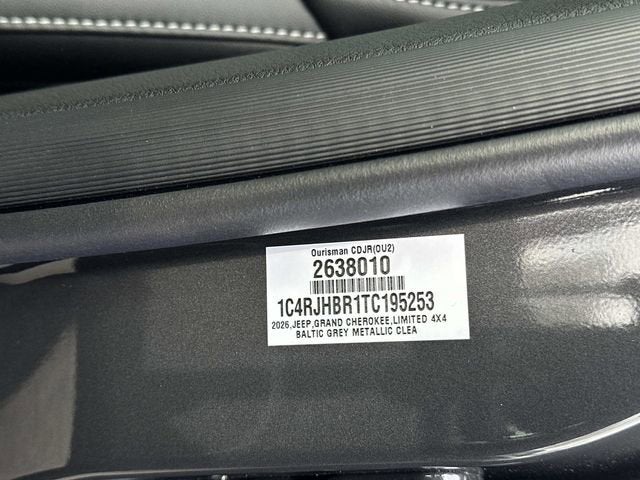 Ourisman CDJR(OU2)
2638010
1C4RJHBR1TC195253
2026,JEEP,GRAND CHEROKEE,LIMITED 4X4
BALTIC GREY METALLIC CLEA